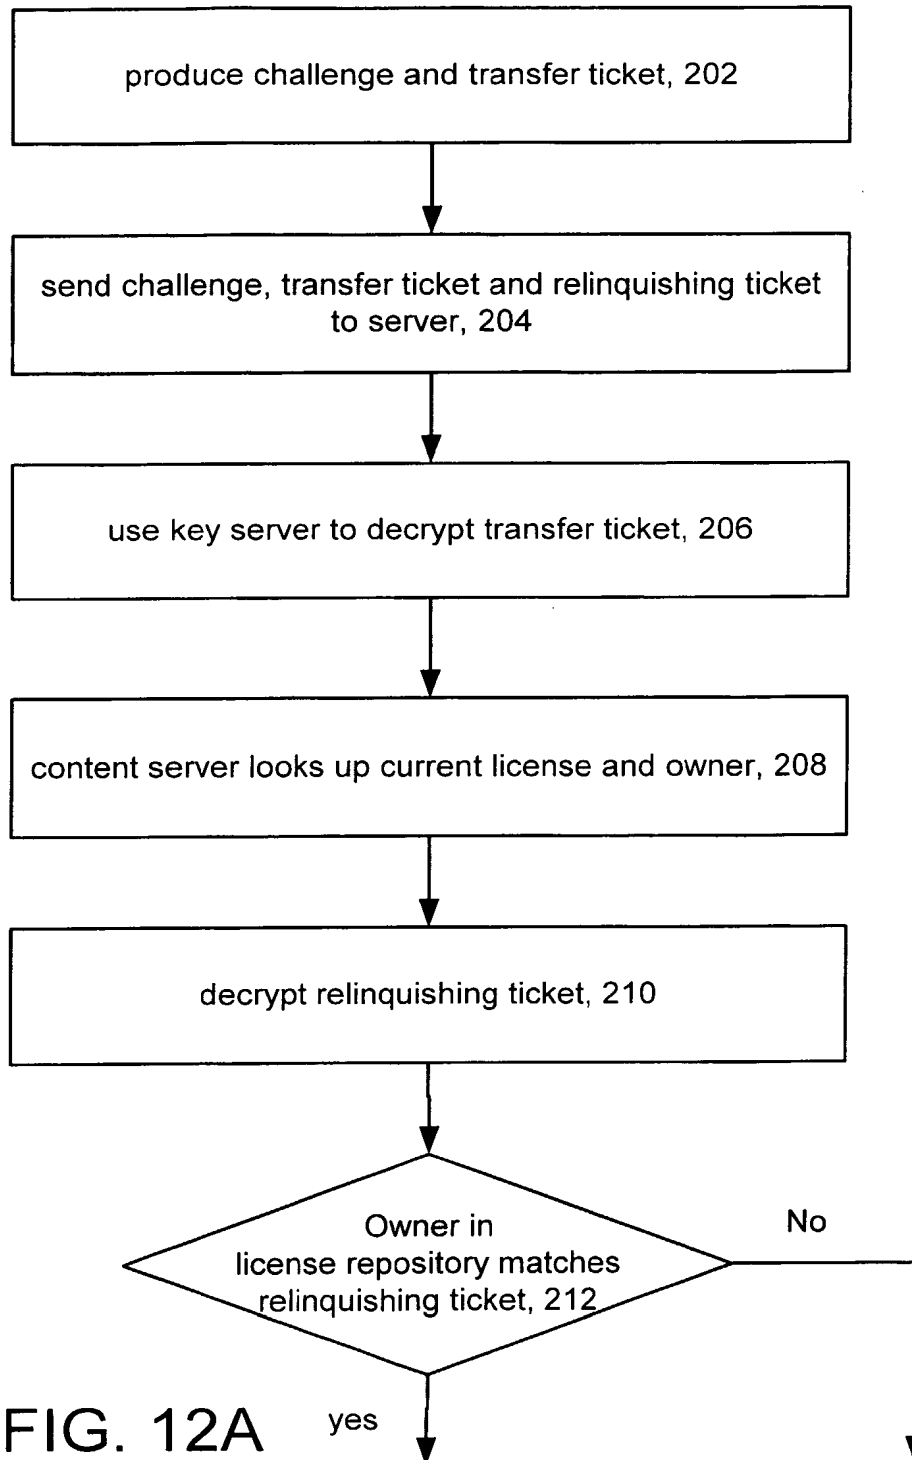 produce challenge and transfer ticket, 202
send challenge, transfer ticket and relinquishing ticket
to server, 204
use key server to decrypt transfer ticket, 206
content server looks up current license and owner, 208
decrypt relinquishing ticket, 210
Owner in
license repository matches
relinquishing ticket, 212
No
yes
FIG. 12A